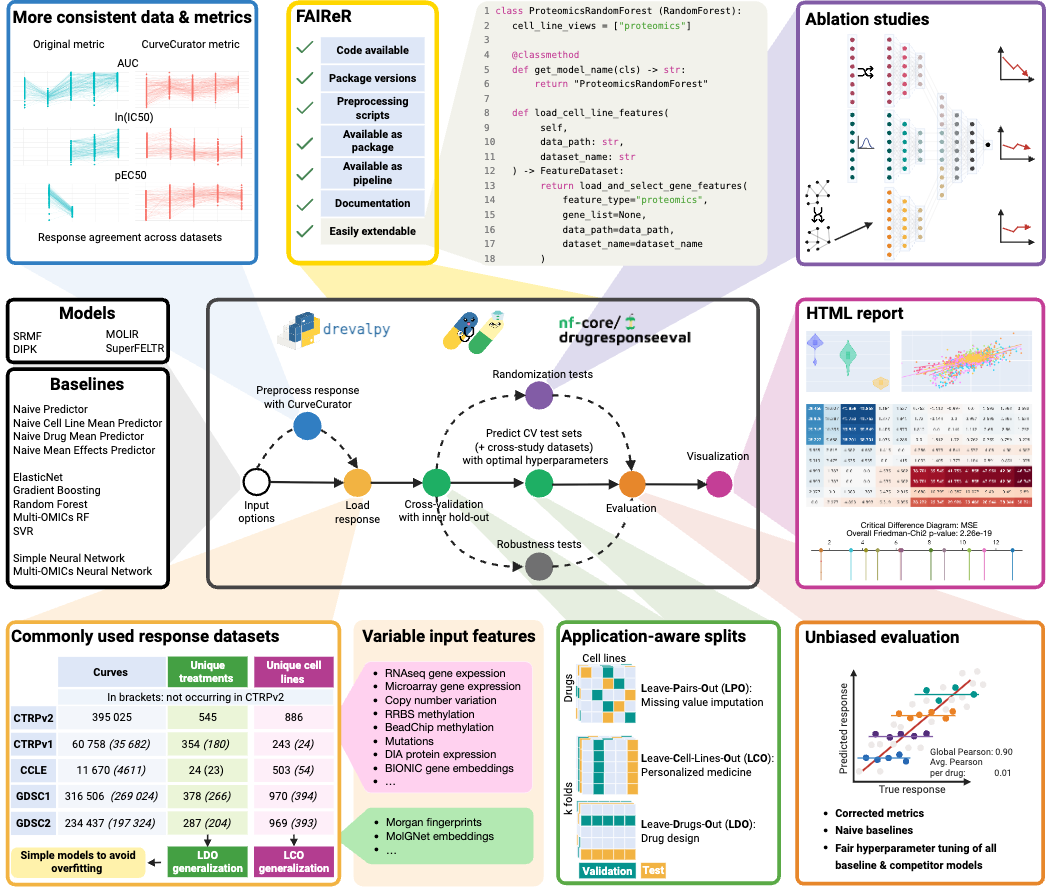 More consistent data & metrics
Original metric
CurveCurator metric
AUC
ln(IC50)
pEC50
Response agreement across datasets
FAIReR
Code available
Package versions
Preprocessing
scripts
Available as
package
Available as
pipeline
Documentation
Easily extendable
1 class ProteomicsRandomForest (RandomForest):
2 cell_line_views = ["proteomics"]
3
4 @classmethod
5 def get_model_name(cls) -> str:
6 return "ProteomicsRandomForest"
7
8 def load_cell_line_features(
9 self,
10 data_path: str,
11 dataset_name: str
12 ) -> FeatureDataset:
13 return load_and_select_gene_features(
14 feature_type="proteomics",
15 gene_list=None,
16 data_path=data_path,
17 dataset_name=dataset_name
18 )
Ablation studies
Models
SRMF
MOLIR
DIPK
SuperFELTR
Baselines
Naive Predictor
Naive Cell Line Mean Predictor
Naive Drug Mean Predictor
Naive Mean Effects Predictor
ElasticNet
Gradient Boosting
Random Forest
Multi-OMICs RF
SVR
Simple Neural Network
Multi-OMICs Neural Network
drevalpy
nf-core/
drugresponseeval
Preprocess response
with CurveCurator
Randomization tests
Predict CV test sets
(+ cross-study datasets)
with optimal hyperparameters
Visualization
Input
options
Load
response
Cross-validation
with inner hold-out
Evaluation
Robustness tests
HTML report
Critical Difference Diagram: MSE
Overall Friedman-Chi2 p-value: 2.26e-19
2 4 6 8 10 12
Commonly used response datasets
Curves
Unique
treatments
Unique cell
lines
In brackets: not occurring in CTRPv2
CTRPv2 395 025 545 886
CTRPv1 60 758 (35 682) 354 (180) 243 (24)
CCLE 11 670 (4611) 24 (23) 503 (54)
GDSC1 316 506 (269 024) 378 (266) 970 (394)
GDSC2 234 437 (197 324) 287 (204) 969 (393)
Simple models to avoid
overfitting
LDO
generalization
LCO
generalization
Variable input features
• RNAseq gene expession
• Microarray gene expression
• Copy number variation
• RRBS methylation
• BeadChip methylation
• Mutations
• DIA protein expression
• BIONIC gene embeddings
• ...
• Morgan fingerprints
• MolGNet embeddings
• ...
Application-aware splits
Cell lines
Drugs
Leave-Pairs-Out (LPO):
Missing value imputation
k folds
Leave-Cell-Lines-Out (LCO):
Personalized medicine
Leave-Drugs-Out (LDO):
Drug design
Validation
Test
Unbiased evaluation
Predicted response
Global Pearson: 0.90
Avg. Pearson
per drug: 0.01
True response
• Corrected metrics
• Naive baselines
• Fair hyperparameter tuning of all
baseline & competitor models